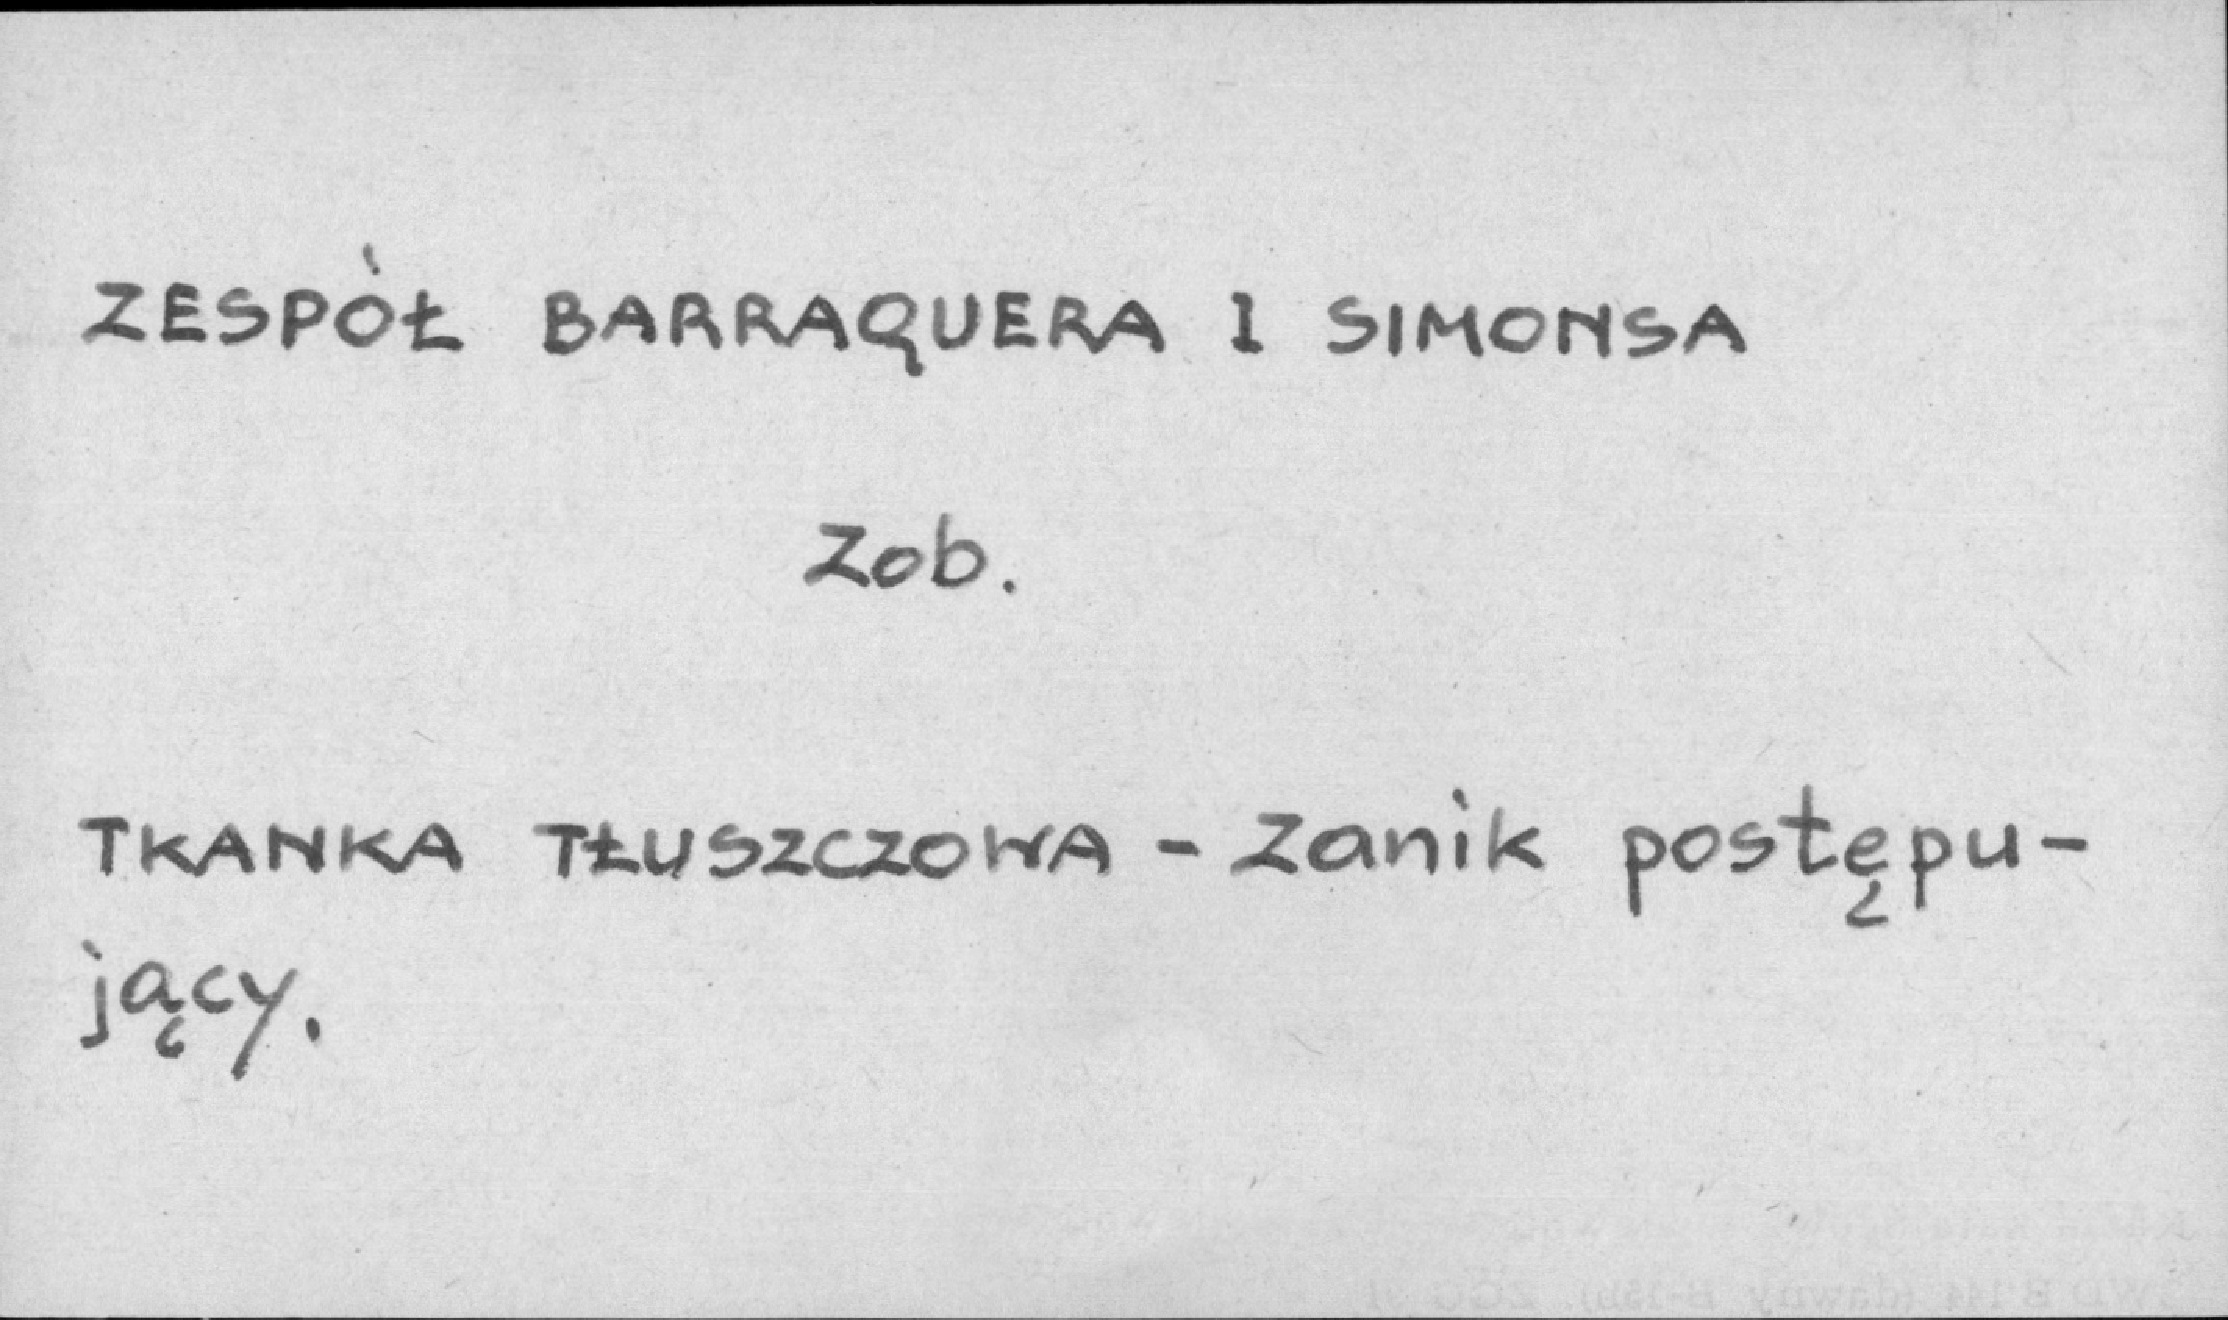 ZESPÓŁ BARRAQUERA I SIMONSA
Zob.
TKANKA TŁUSZCZOWA - Zanik postępu-
jący.